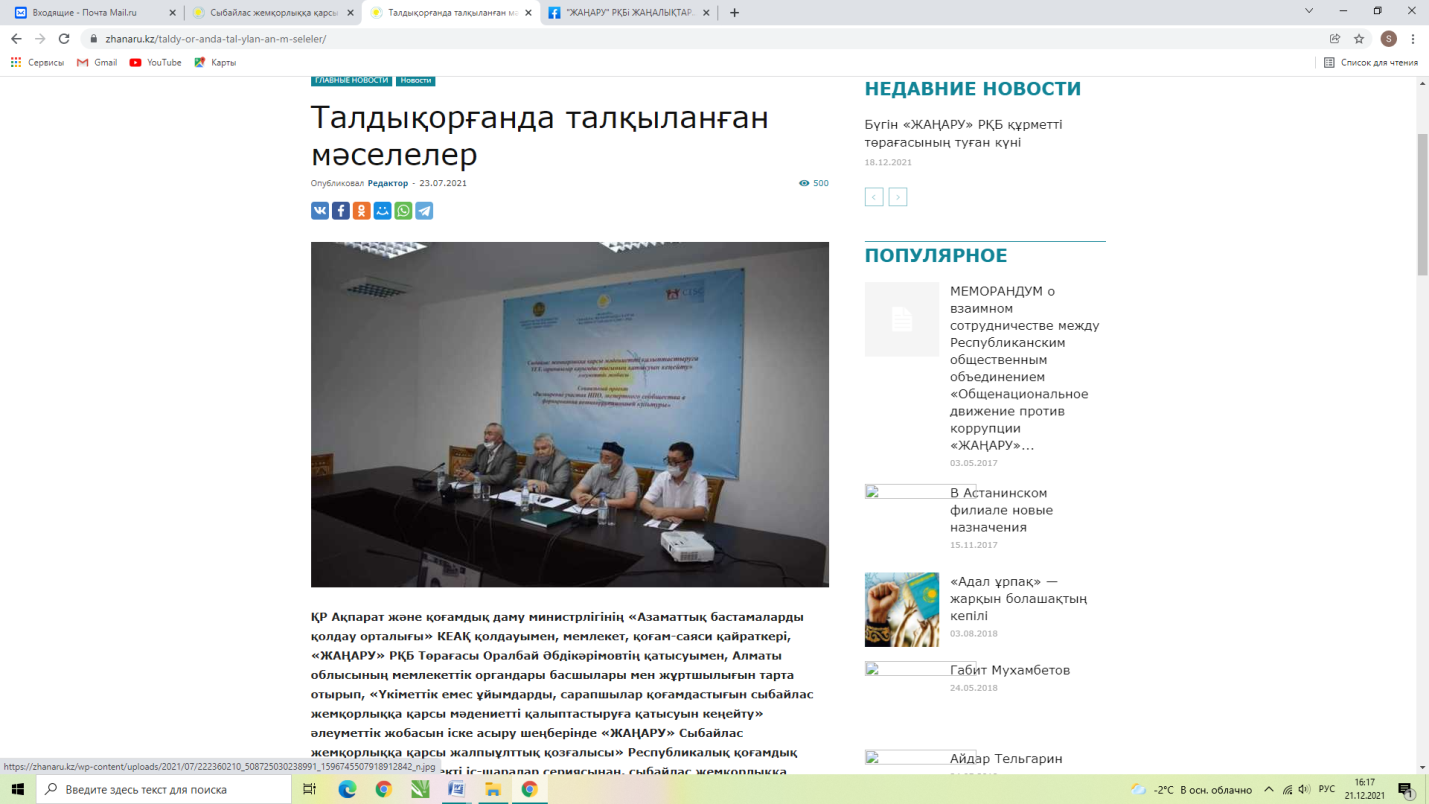 Входящие - Почта Mail.ru
Сыбайлас жемқорлыққа қарсы
Талдықорғанда талқыланған мә
"ЖАҢАРУ" РҚБі ЖАҢАЛЫҚТАР
zhanaru.kz/taldy-or-anda-tal-ylan-an-m-seleler/
S
Сервисы
Gmail
YouTube
Карты
Список для чтения
ГЛАВНЫЕ НОВОСТИ
Новости
Талдықорғанда талқыланған
мәселелер
Опубликовал Редактор - 23.07.2021
500
ҚР Ақпарат және қоғамдық даму министрлігінің «Азаматтық бастамаларды
қолдау орталығы» КЕАҚ қолдауымен, мемлекет, қоғам-саяси қайраткері,
«ЖАҢАРУ» РҚБ Төрағасы Оралбай Әбдікәрімовтің қатысуымен, Алматы
облысының мемлекеттік органдары басшылары мен жұртшылығын тарта
отырып, «Үкіметтік емес ұйымдарды, сарапшылар қоғамдастығын сыбайлас
жемқорлыққа қарсы мәдениетті қалыптастыруға қатысуын кеңейту»
әлеуметтік жобасын іске асыру шеңберінде «ЖАҢАРУ» Сыбайлас
жемқорлыққа қарсы жалпыұлттық қозғалысы» Республикалық қоғамдық
іс-шаралар сериясынан, сыбайлас жемқорлыққа
НЕДАВНИЕ НОВОСТИ
Бүгін «ЖАҢАРУ» РҚБ құрметті
төрағасының туған күні
18.12.2021
ПОПУЛЯРНОЕ
МЕМОРАНДУМ о
взаимном
сотрудничестве между
Республиканским
общественным
объединением
«Общенациональное
движение против
коррупции
«ЖАҢАРУ»...
03.05.2017
В Астанинском
филиале новые
назначения
15.11.2017
«Адал ұрпақ» —
жарқын болашақтың
кепілі
03.08.2018
Габит Мухамбетов
24.05.2018
Айдар Тельгарин
https://zhanaru.kz/wp-content/uploads/2021/07/222360210_508725030238991_1596745507918912842_n.jpg
Введите здесь текст для поиска
-2°C В осн. облачно
РУС
16:17
21.12.2021
1